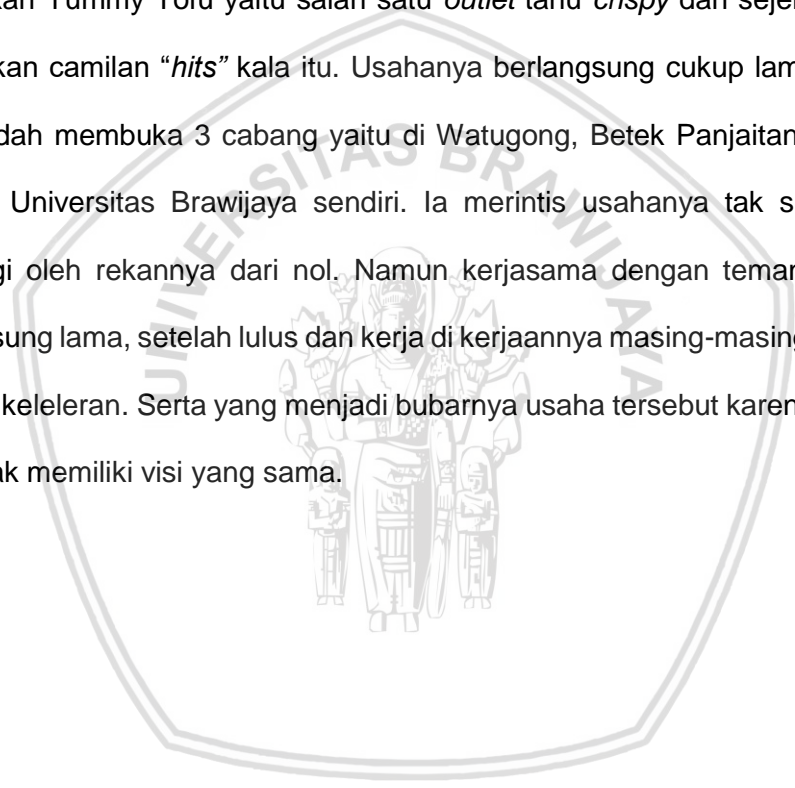 kan Yummy Tofu yaitu salah satu outlet tahu crispy dan sejen
kan camilan “hits” kala itu. Usahanya berlangsung cukup lam
dah membuka 3 cabang yaitu di Watugong, Betek Panjaitan
Universitas Brawijaya sendiri. Ia merintis usahanya tak s
gi oleh rekannya dari nol. Namun kerjasama dengan teman
sung lama, setelah lulus dan kerja di kerjaannya masing-masing
keleleran. Serta yang menjadi bubarnya usaha tersebut karen
ak memiliki visi yang sama.
UNIVERSITAS BRAWIJAYA